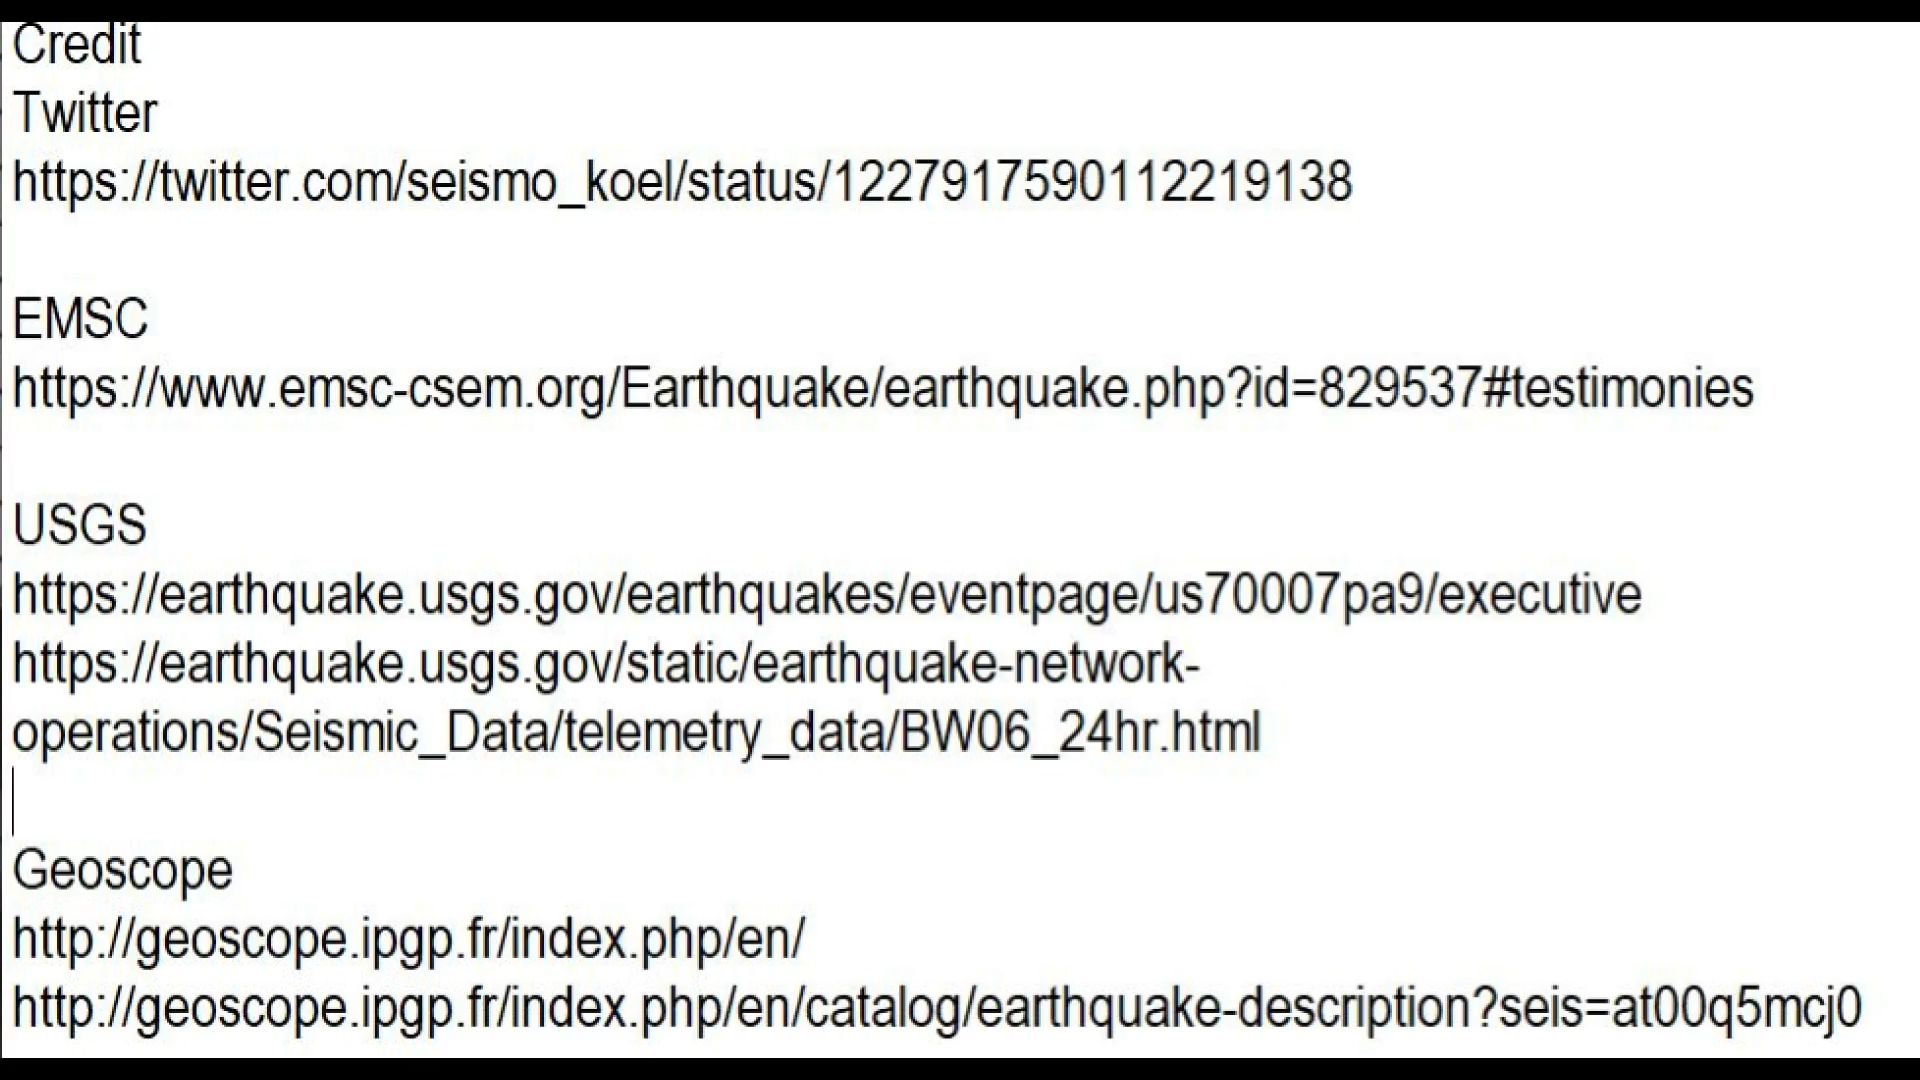 Credit
Twitter
https://twitter.com/seismo_koel/status/1227917590112219138
EMSC
https://www.emsc-csem.org/Earthquake/earthquake.php?id=829537#testimonies
USGS
https://earthquake.usgs.gov/earthquakes/eventpage/us70007pa9/executive
https://earthquake.usgs.gov/static/earthquake-network-
operations/Seismic_Data/telemetry_data/BW06_24hr.html
Geoscope
http://geoscope.ipgp.fr/index.php/en/
http://geoscope.ipgp.fr/index.php/en/catalog/earthquake-description?seis=at00q5mcj0